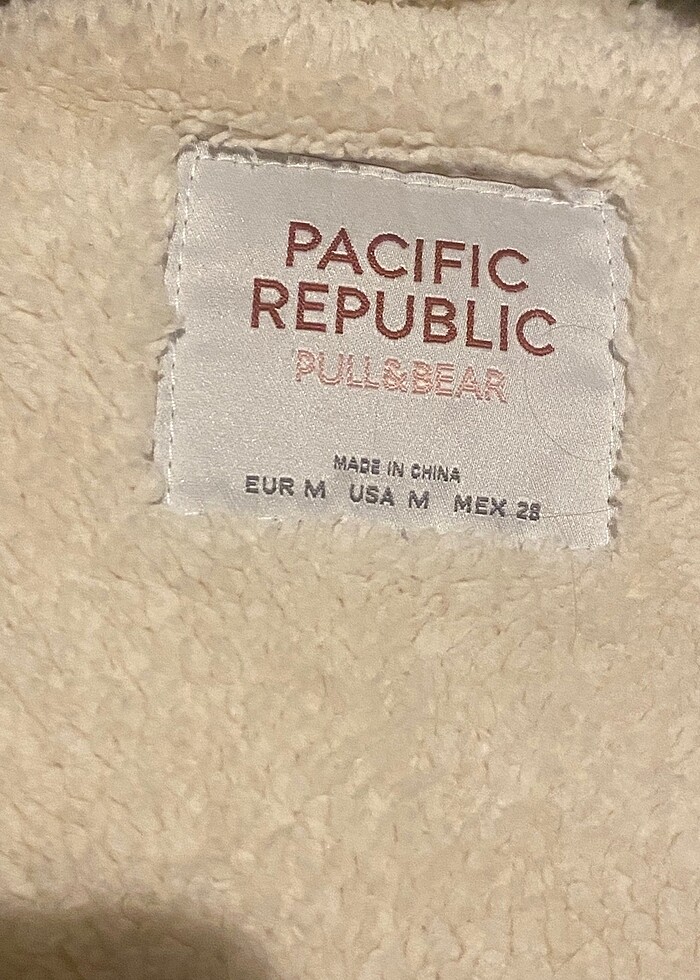 PACIFIC
REPUBLIC
PULL&BEAR
MADE IN CHINA
EUR M USA M MEX 28